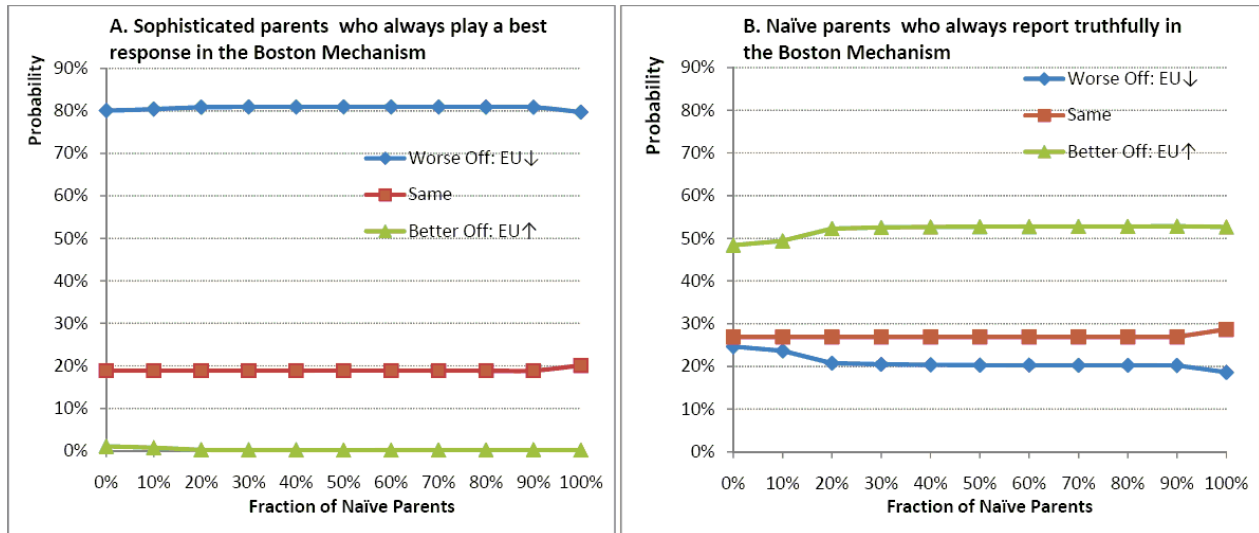 A. Sophisticated parents who always play a best
response in the Boston Mechanism
Probability
90%
80%
70%
60%
50%
40%
30%
20%
10%
0%
Worse Off: EU↓
Same
Better Off: EU↑
0% 10% 20% 30% 40% 50% 60% 70% 80% 90% 100%
Fraction of Naïve Parents
B. Naïve parents who always report truthfully in
the Boston Mechanism
Probability
90%
80%
70%
60%
50%
40%
30%
20%
10%
0%
Worse Off: EU↓
Same
Better Off: EU↑
0% 10% 20% 30% 40% 50% 60% 70% 80% 90% 100%
Fraction of Naïve Parents